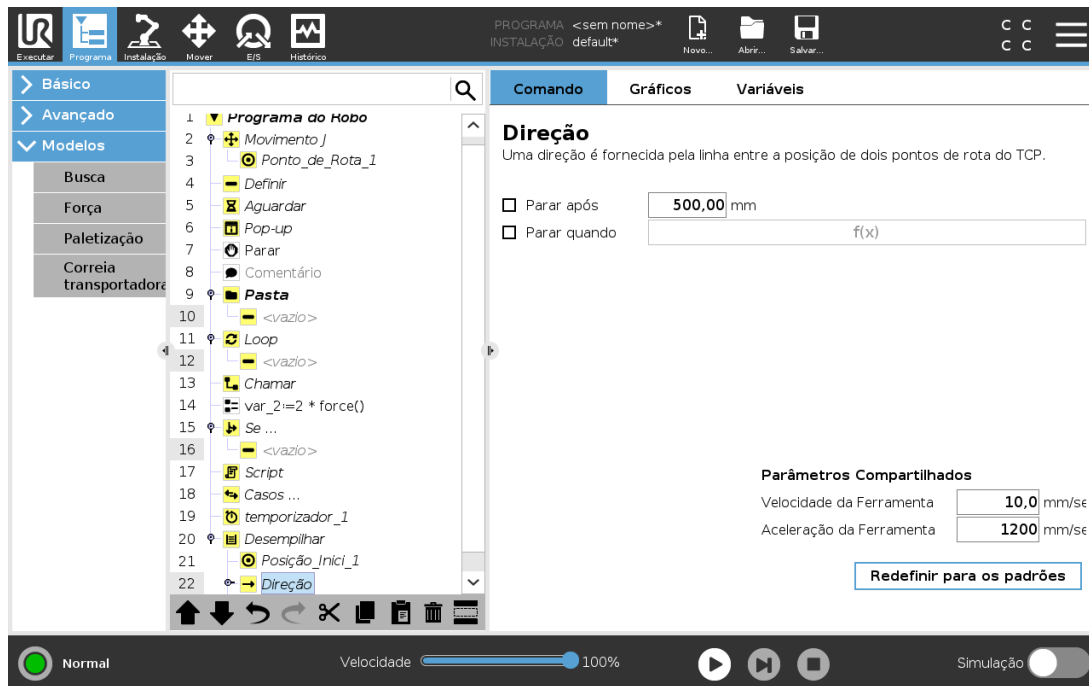 UR
PROGRAMA <sem nome>*
INSTALAÇÃO default*
C C
C C
Executar Programa Instalação Mover E/S Histórico Novo... Abrir... Salvar...
Básico
Avançado
Modelos
Busca
Força
Paletização
Correia
transportadora
1 Programa do Robô
2 Movimento J
3 Ponto_de_Rota_1
4 Definir
5 Aguardar
6 Pop-up
7 Parar
8 Comentário
9 Pasta
10 <vazio>
11 Loop
12 <vazio>
13 Chamar
14 var_2:=2 * force()
15 Se ...
16 <vazio>
17 Script
18 Casos ...
19 temporizador_1
20 Desempilhar
21 Posição_Inici_1
22 Direção
Comando Gráficos Variáveis
Direção
Uma direção é fornecida pela linha entre a posição de dois pontos de rota do TCP.
Parar após 500,00 mm
Parar quando f(x)
Parâmetros Compartilhados
Velocidade da Ferramenta 10,0 mm/se
Aceleração da Ferramenta 1200 mm/se
Redefinir para os padrões
Normal Velocidade 100% Simulação